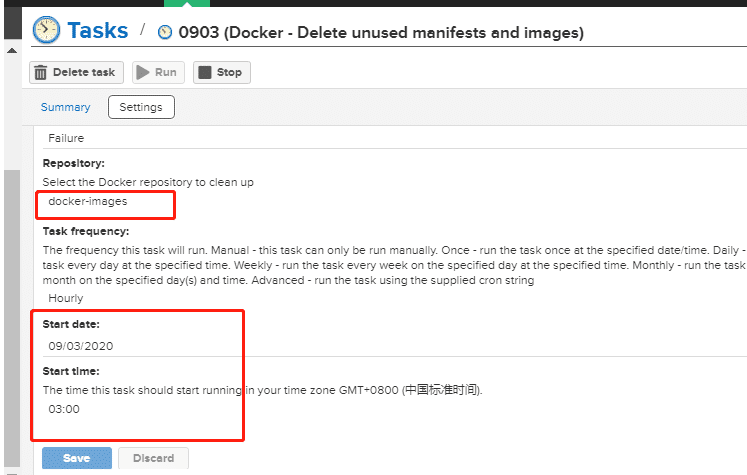 Tasks / 0903 (Docker - Delete unused manifests and images)
Delete task Run Stop
Summary Settings
Failure
Repository:
Select the Docker repository to clean up
docker-images
Task frequency:
The frequency this task will run. Manual - this task can only be run manually. Once - run the task once at the specified date/time. Daily -
task every day at the specified time. Weekly - run the task every week on the specified day at the specified time. Monthly - run the task
month on the specified day(s) and time. Advanced - run the task using the supplied cron string
Hourly
Start date:
09/03/2020
Start time:
The time this task should start running in your time zone GMT+0800 (中国标准时间).
03:00
Save Discard